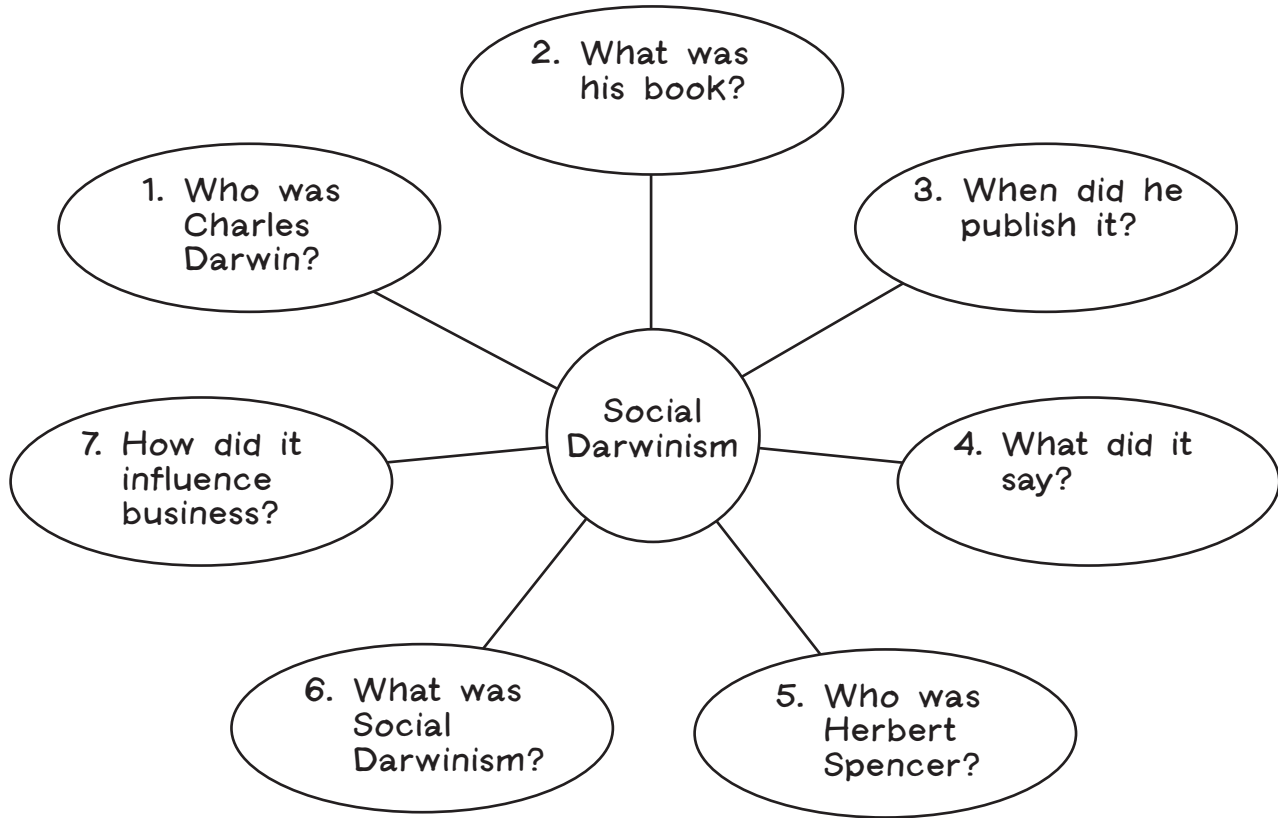 2. What was
his book?
1. Who was
Charles
Darwin?
3. When did he
publish it?
Social
Darwinism
7. How did it
influence
business?
4. What did it
say?
6. What was
Social
Darwinism?
5. Who was
Herbert
Spencer?